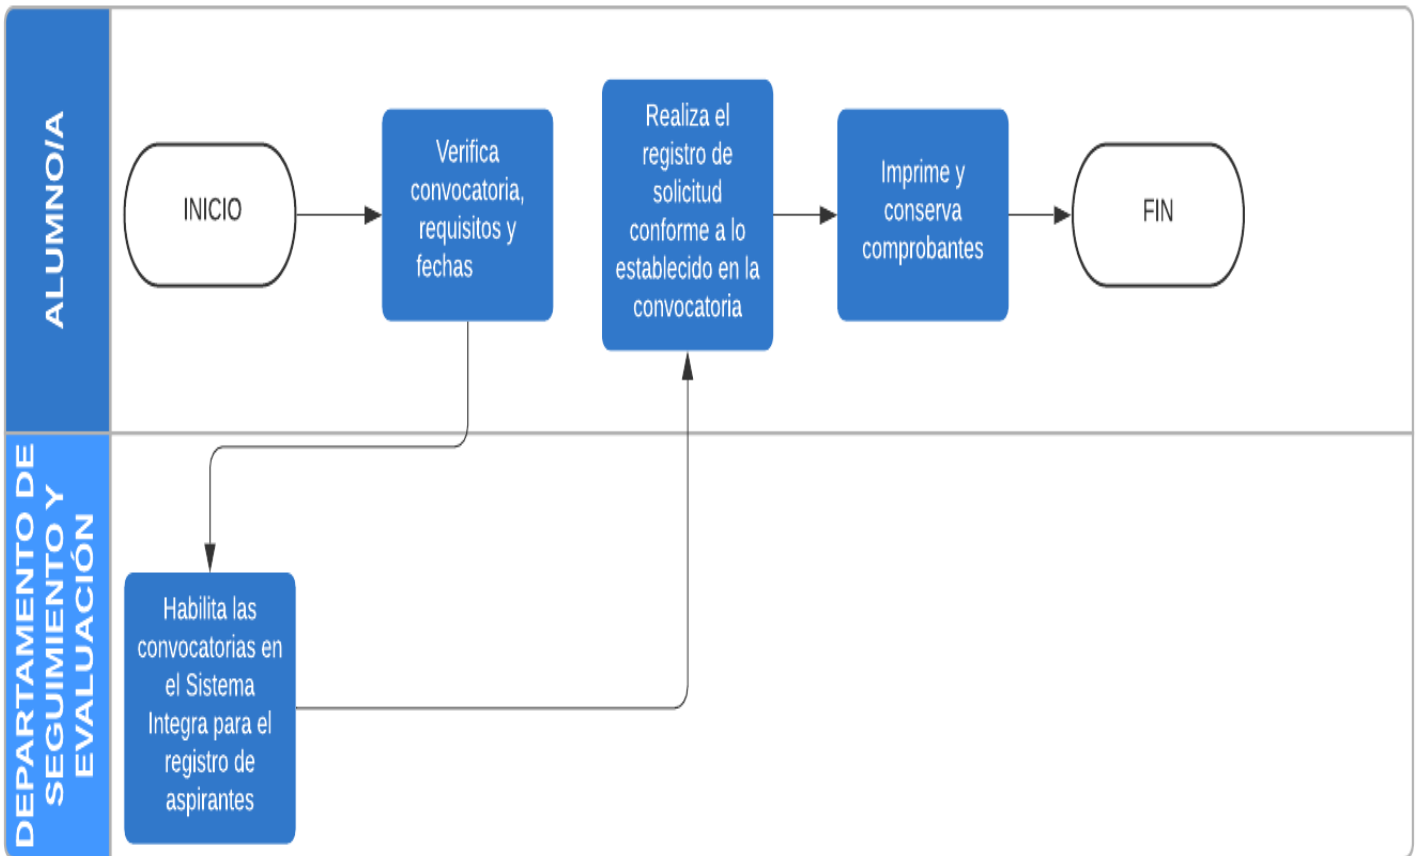 ALUMNO/A
INICIO
Verifica
convocatoria,
requisitos y
fechas
Realiza el
registro de
solicitud
conforme a lo
establecido en la
convocatoria
Imprime y
conserva
comprobantes
FIN
DEPARTAMENTO DE
SEGUIMIENTO Y
EVALUACIÓN
Habilita las
convocatorias en
el Sistema
Integra para el
registro de
aspirantes